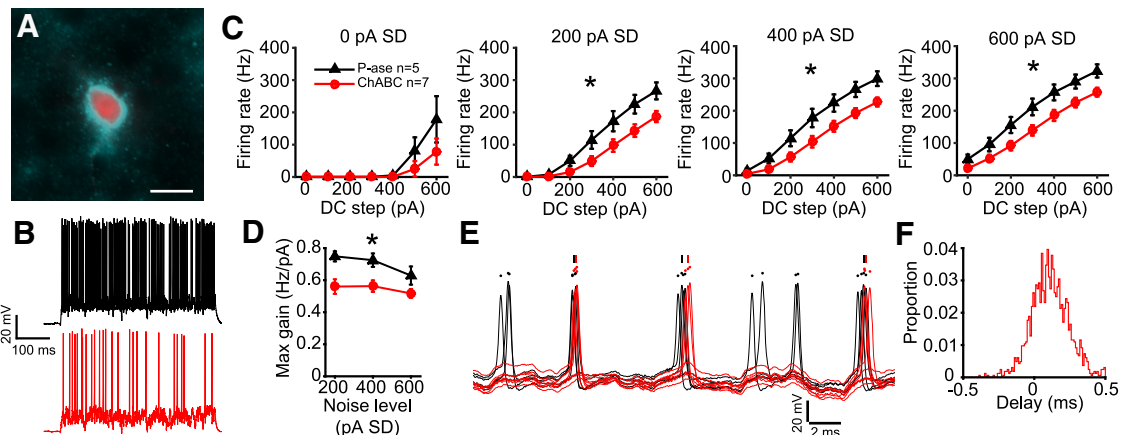 A
B
20 mV
100 ms
C
0 pA SD
Firing rate (Hz)
400
300
200
100
0
P-ase n=5
ChABC n=7
0 200 400 600
DC step (pA)
200 pA SD
Firing rate (Hz)
400
300
200
100
0
0 200 400 600
DC step (pA)
*
400 pA SD
Firing rate (Hz)
400
300
200
100
0
0 200 400 600
DC step (pA)
*
600 pA SD
Firing rate (Hz)
400
300
200
100
0
0 200 400 600
DC step (pA)
*
D
*
Max gain (Hz/pA)
0.8
0.6
0.4
0.2
0
200 400 600
Noise level
(pA SD)
E
20 mV
2 ms
F
Proportion
0.04
0.03
0.02
0.01
0
-0.5 0 0.5
Delay (ms)